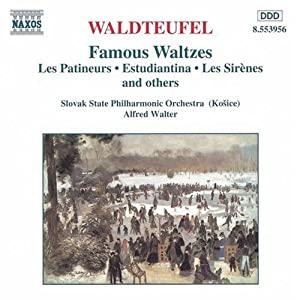 NAXOS
DDD
8.553956
WALDTEUFEL
Famous Waltzes
Les Patineurs • Estudiantina • Les Sirènes
and others
Slovak State Philharmonic Orchestra (Košice)
Alfred Walter